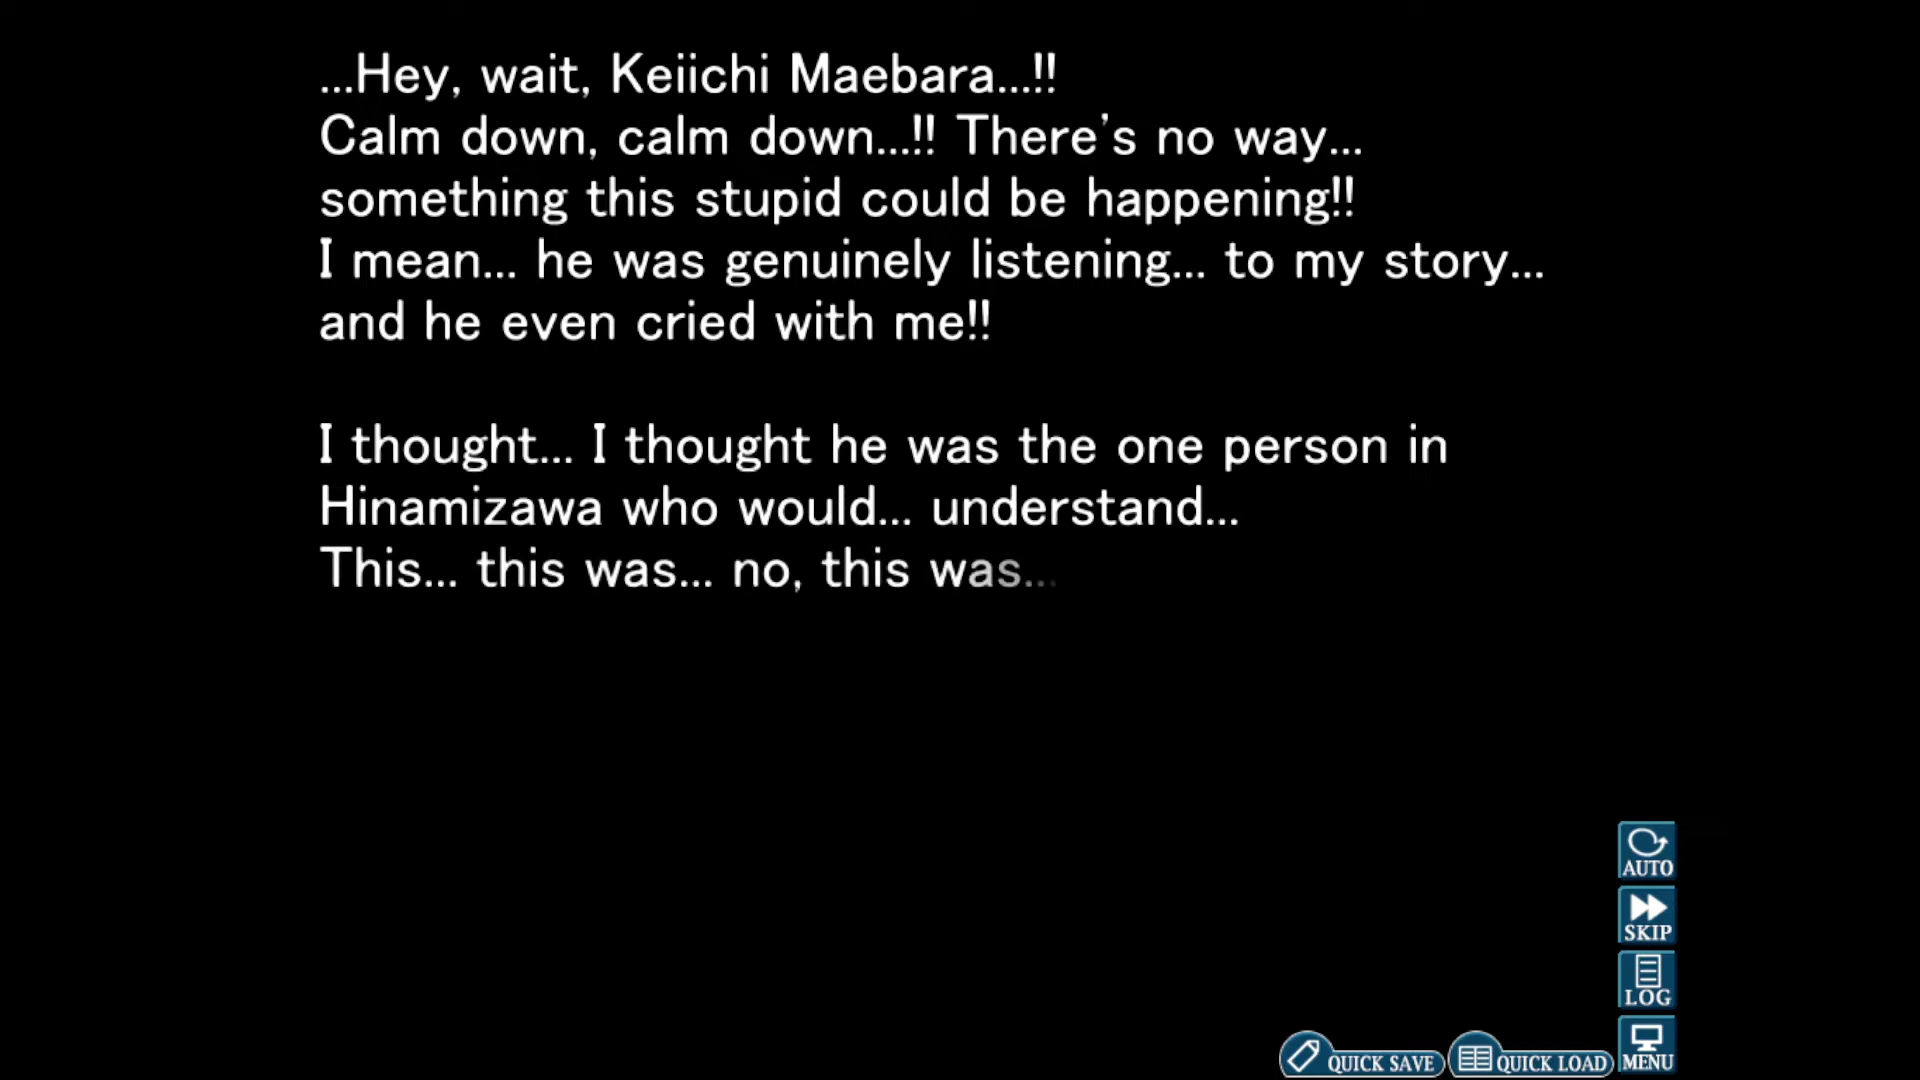 ...Hey, wait, Keiichi Maebara...!!
Calm down, calm down...!! There's no way...
something this stupid could be happening!!
I mean... he was genuinely listening... to my story...
and he even cried with me!!
I thought... I thought he was the one person in
Hinamizawa who would... understand...
This... this was... no, this was...
AUTO
SKIP
LOG
MENU
QUICK SAVE
QUICK LOAD